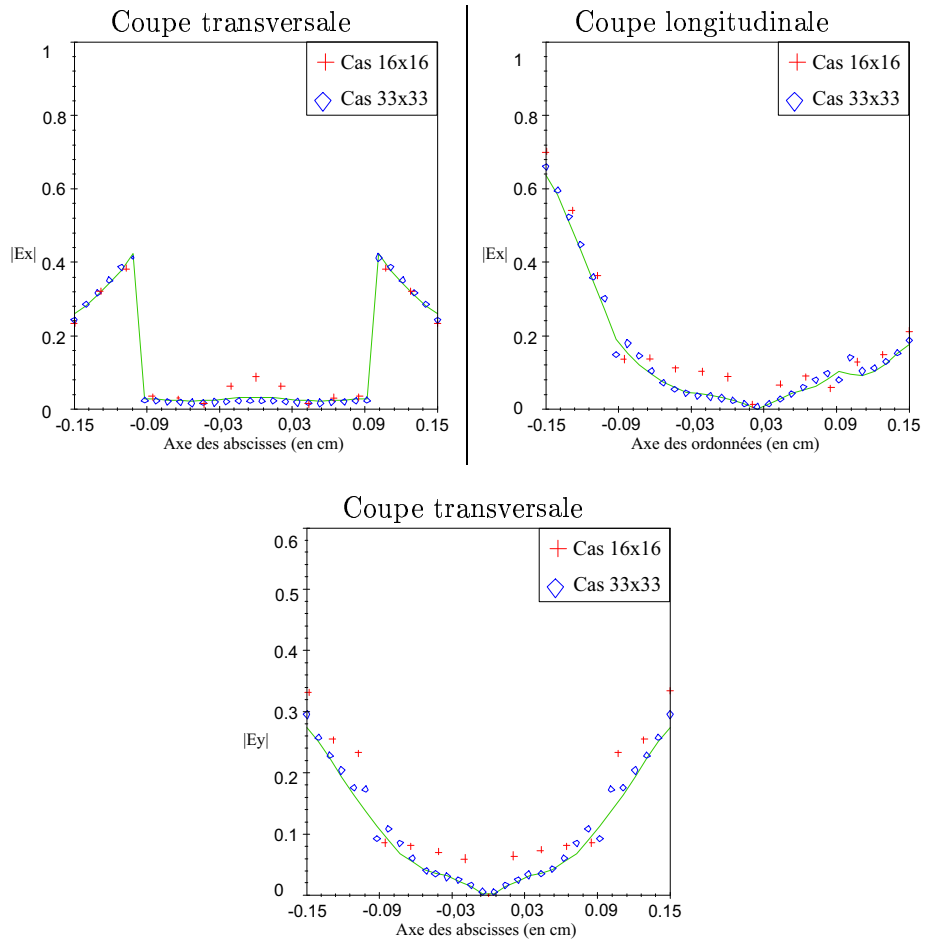 Coupe transversale
1
0.8
0.6
|Ex|
0.4
0.2
0
Cas 16x16
Cas 33x33
-0.15
-0.09
-0,03
0,03
0.09
0.15
Axe des abscisses (en cm)
Coupe longitudinale
1
0.8
0.6
|Ex|
0.4
0.2
0
Cas 16x16
Cas 33x33
-0.15
-0.09
-0,03
0,03
0.09
0.15
Axe des ordonnées (en cm)
Coupe transversale
0.6
0.5
0.4
0.3
|Ey|
0.2
0.1
0
Cas 16x16
Cas 33x33
-0.15
-0.09
-0,03
0,03
0.09
0.15
Axe des abscisses (en cm)